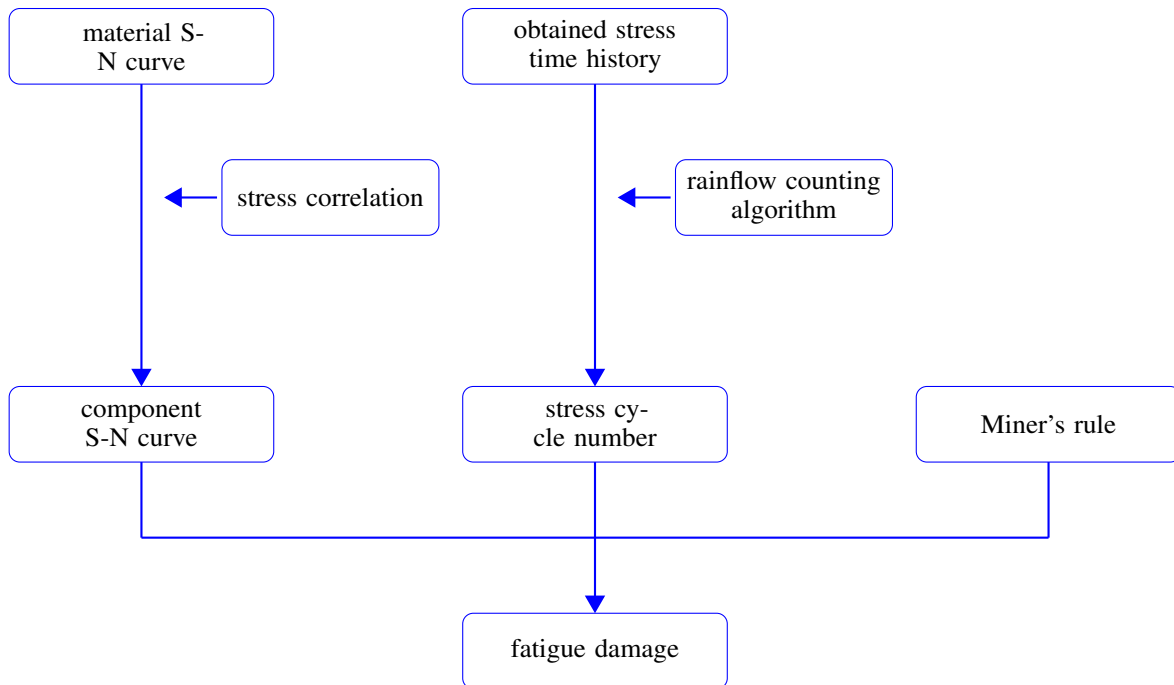 material S-
N curve
obtained stress
time history
stress correlation
rainflow counting
algorithm
component
S-N curve
stress cy-
cle number
Miner's rule
fatigue damage